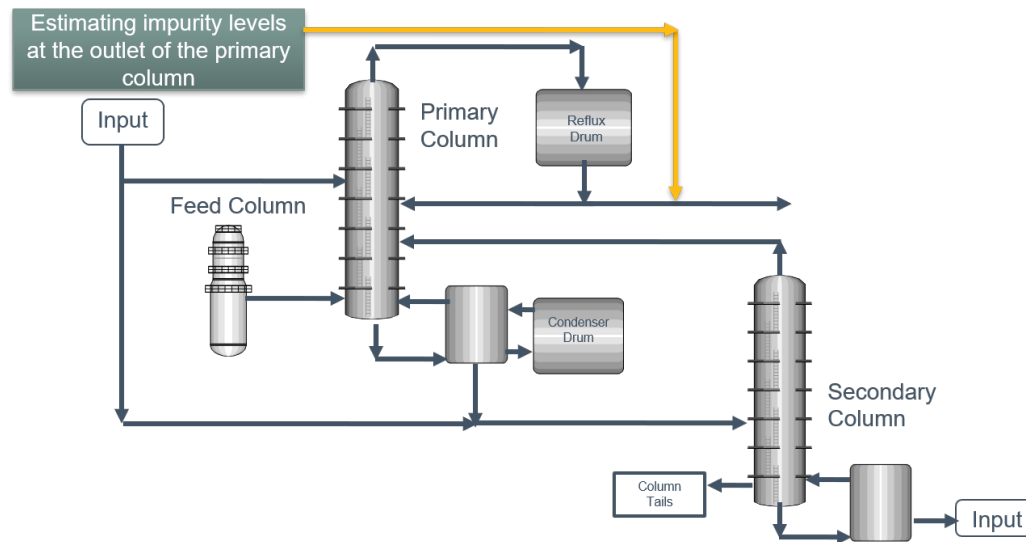 Estimating impurity levels
at the outlet of the primary
column
Input
Primary
Column
Reflux
Drum
Feed Column
Condenser
Drum
Secondary
Column
Column
Tails
Input